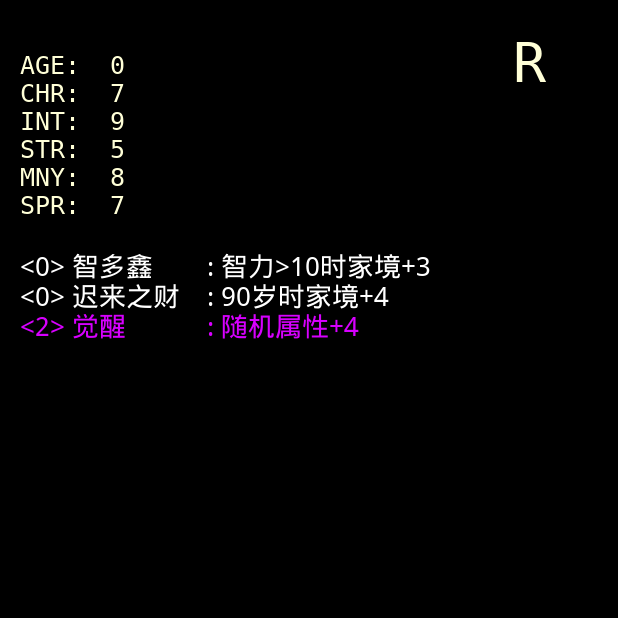 R
AGE: 0
CHR: 7
INT: 9
STR: 5
MNY: 8
SPR: 7
<0> 智多鑫 : 智力>10时家境+3
<0> 迟来之财 : 90岁时家境+4
<2> 觉醒 : 随机属性+4